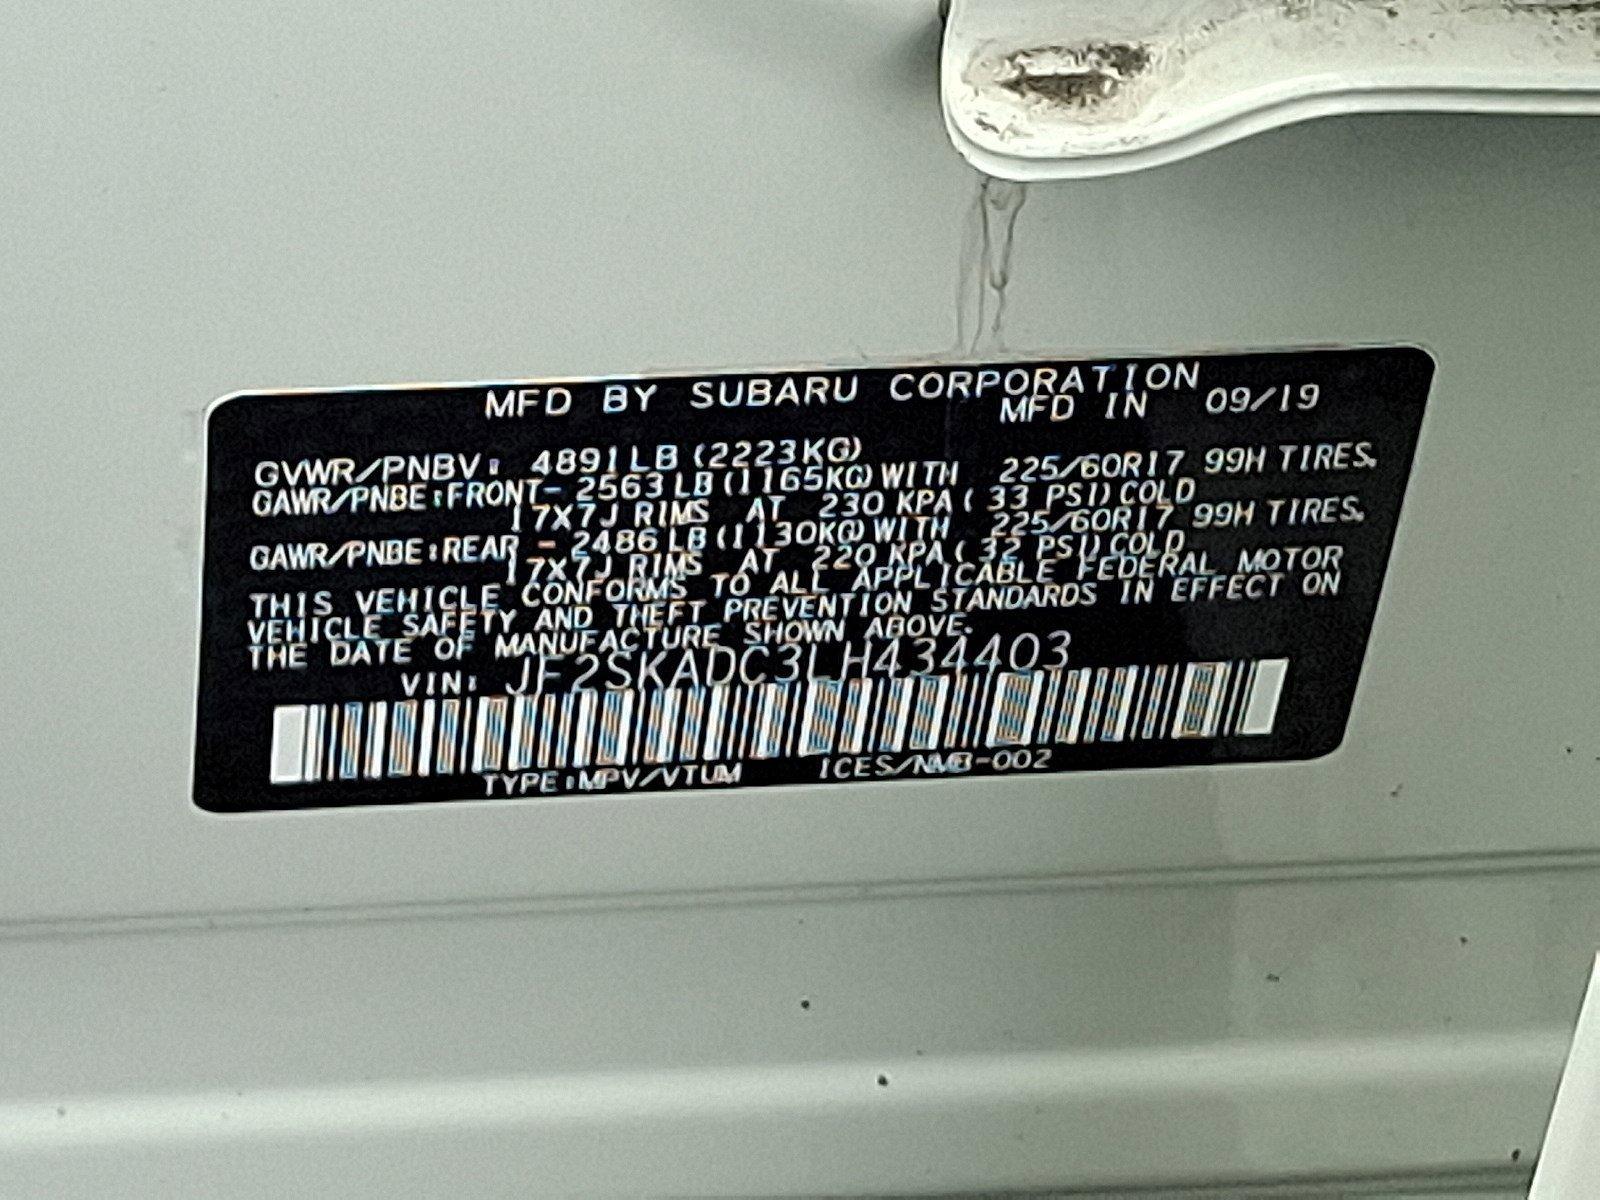 MFD BY SUBARU CORPORATION
MFD IN 09/19
GVWR/PNBV: 4891LB (2223KG)
GAWR/PNBE:FRONT- 2563LB(1165KG)WITH 225/60R17 99H TIRES.
17X7J RIMS AT 230 KPA( 33 PSI)COLD
GAWR/PNBE:REAR - 2486LB(1130KG)WITH 225/60R17 99H TIRES.
17X7J RIMS AT 220 KPA( 32 PSI)COLD
THIS VEHICLE CONFORMS TO ALL APPLICABLE FEDERAL MOTOR
VEHICLE SAFETY AND THEFT PREVENTION STANDARDS IN EFFECT ON
THE DATE OF MANUFACTURE SHOWN ABOVE.
VIN: JF2SKADC3LH434403
TYPE:MPV/VTUM ICES/NMB-002